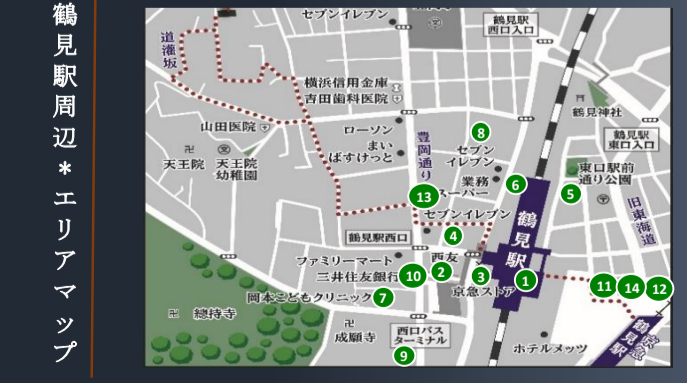 鶴見駅周辺*エリアマップ
セブンイレブン
鶴見駅
西口入口
道灌坂
横浜信用金庫
吉田歯科医院
鶴見神社
山田医院
ローソン
豊岡通り
8
セブン
イレブン
鶴見駅
東口入口
天王院
天王院
幼稚園
まい
ばすけっと
東口駅前
通り公園
業務
スーパー
6
5
13
旧東海道
セブンイレブン
鶴見駅
鶴見駅西口
4
ファミリーマート
西友
三井住友銀行
10
2
3
1
京急ストア
11
14
12
岡本こどもクリニック
7
總持寺
成願寺
西口バス
ターミナル
9
ホテルメッツ
京急
鶴見駅